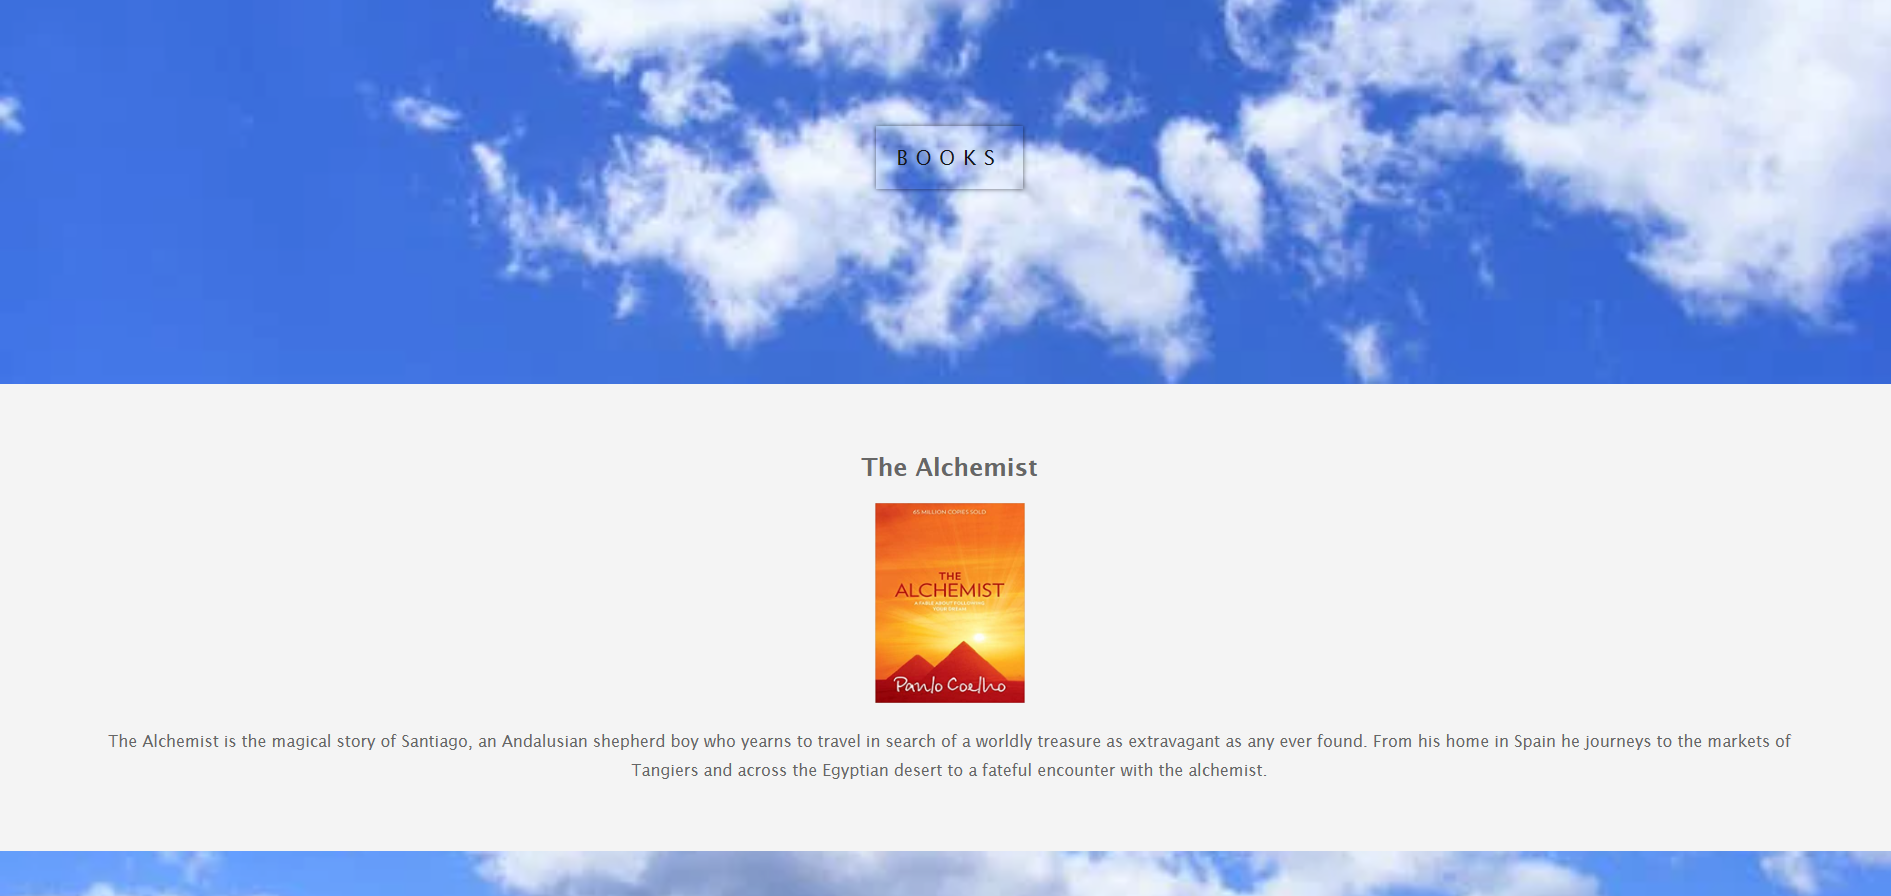 BOOKS
The Alchemist
65 MILLION COPIES SOLD
THE
ALCHEMIST
A FABLE ABOUT FOLLOWING
YOUR DREAM
Paulo Coelho
The Alchemist is the magical story of Santiago, an Andalusian shepherd boy who yearns to travel in search of a worldly treasure as extravagant as any ever found. From his home in Spain he journeys to the markets of
Tangiers and across the Egyptian desert to a fateful encounter with the alchemist.